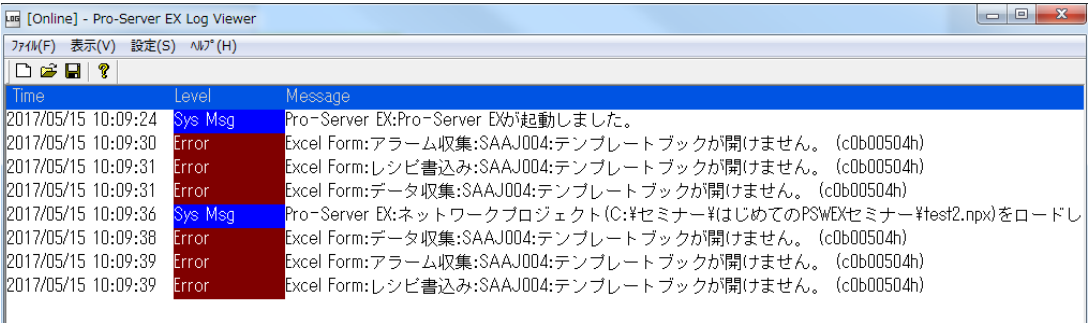 LOG [Online] - Pro-Server EX Log Viewer
ﾌｧｲﾙ(F) 表示(V) 設定(S) ﾍﾙﾌﾟ(H)
Time Level Message
2017/05/15 10:09:24 Sys Msg Pro-Server EX:Pro-Server EXが起動しました。
2017/05/15 10:09:30 Error Excel Form:アラーム収集:SAAJ004:テンプレートブックが開けません。 (c0b00504h)
2017/05/15 10:09:31 Error Excel Form:レシピ書込み:SAAJ004:テンプレートブックが開けません。 (c0b00504h)
2017/05/15 10:09:31 Error Excel Form:データ収集:SAAJ004:テンプレートブックが開けません。 (c0b00504h)
2017/05/15 10:09:36 Sys Msg Pro-Server EX:ネットワークプロジェクト(C:¥セミナー¥はじめてのPSWEXセミナー¥test2.npx)をロードし
2017/05/15 10:09:38 Error Excel Form:データ収集:SAAJ004:テンプレートブックが開けません。 (c0b00504h)
2017/05/15 10:09:39 Error Excel Form:アラーム収集:SAAJ004:テンプレートブックが開けません。 (c0b00504h)
2017/05/15 10:09:39 Error Excel Form:レシピ書込み:SAAJ004:テンプレートブックが開けません。 (c0b00504h)